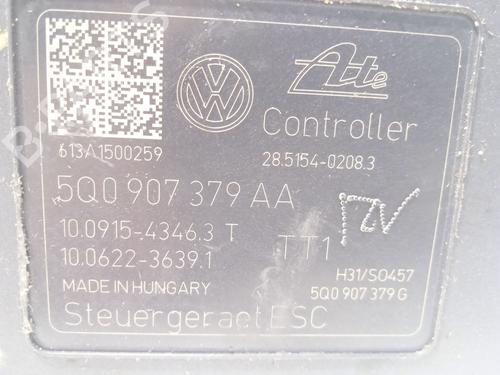 Ate
Controller
613A1500259
28.5154-0208.3
5Q0 907 379 AA
10.0915-4346.3 T
10.0622-3639.1
TT1
MADE IN HUNGARY
H31/SO457
5Q0 907 379 G
Steuergeraet ESC